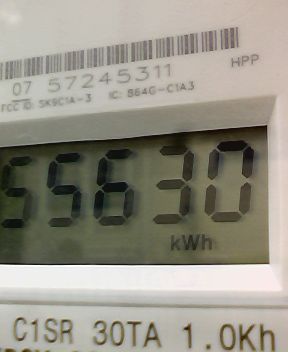 07 57245311
HPP
FCC ID: SK9C1A-3 IC: 864G-C1A3
55630
kWh
C1SR 30TA 1.0Kh